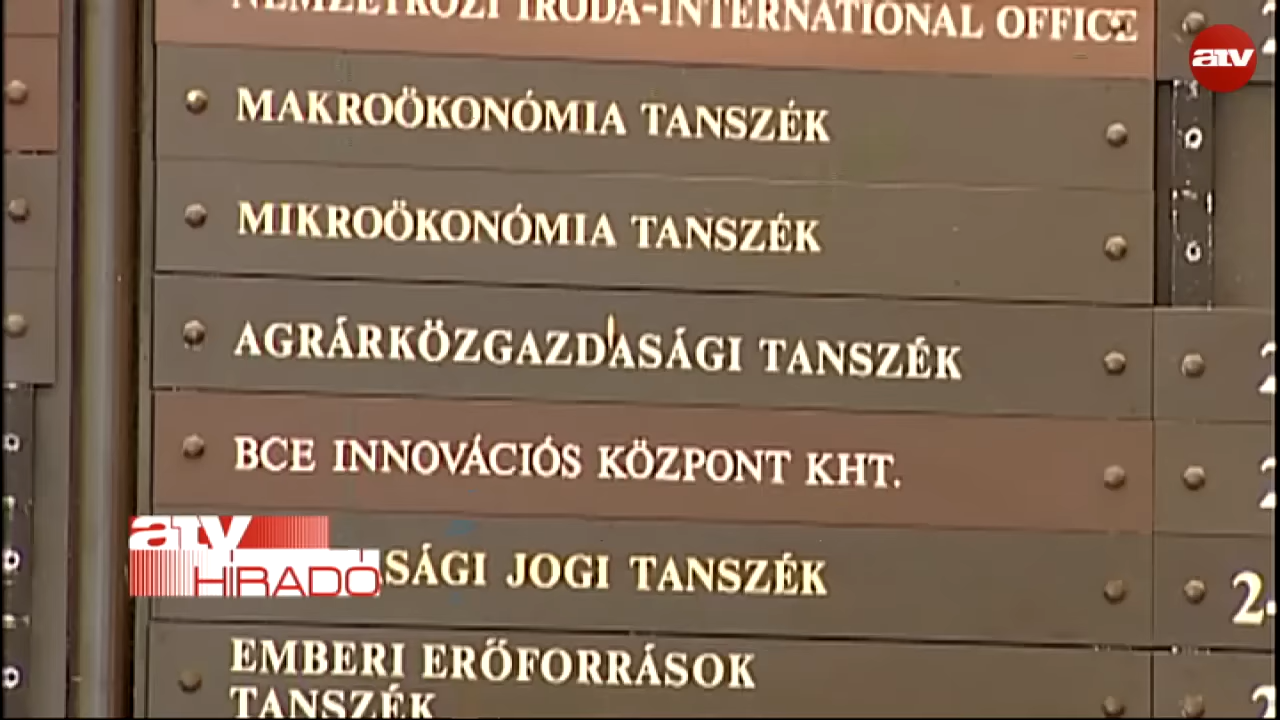 NEMZETKÖZI IRODA-INTERNATIONAL OFFICE
atv
MAKROÖKONÓMIA TANSZÉK
MIKROÖKONÓMIA TANSZÉK
AGRÁRKÖZGAZDASÁGI TANSZÉK
BCE INNOVÁCIÓS KÖZPONT KHT.
atv
HÍRADÓ
SÁGI JOGI TANSZÉK
2.
EMBERI ERŐFORRÁSOK
TANSZÉK